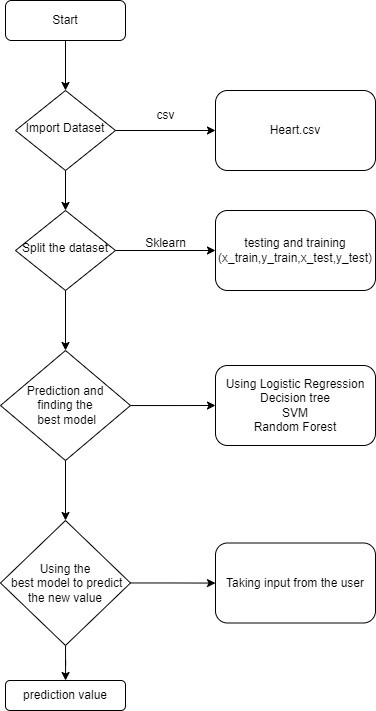 Start
Import Dataset
csv
Heart.csv
Split the dataset
Sklearn
testing and training
(x_train,y_train,x_test,y_test)
Prediction and
finding the
best model
Using Logistic Regression
Decision tree
SVM
Random Forest
Using the
best model to predict
the new value
Taking input from the user
prediction value